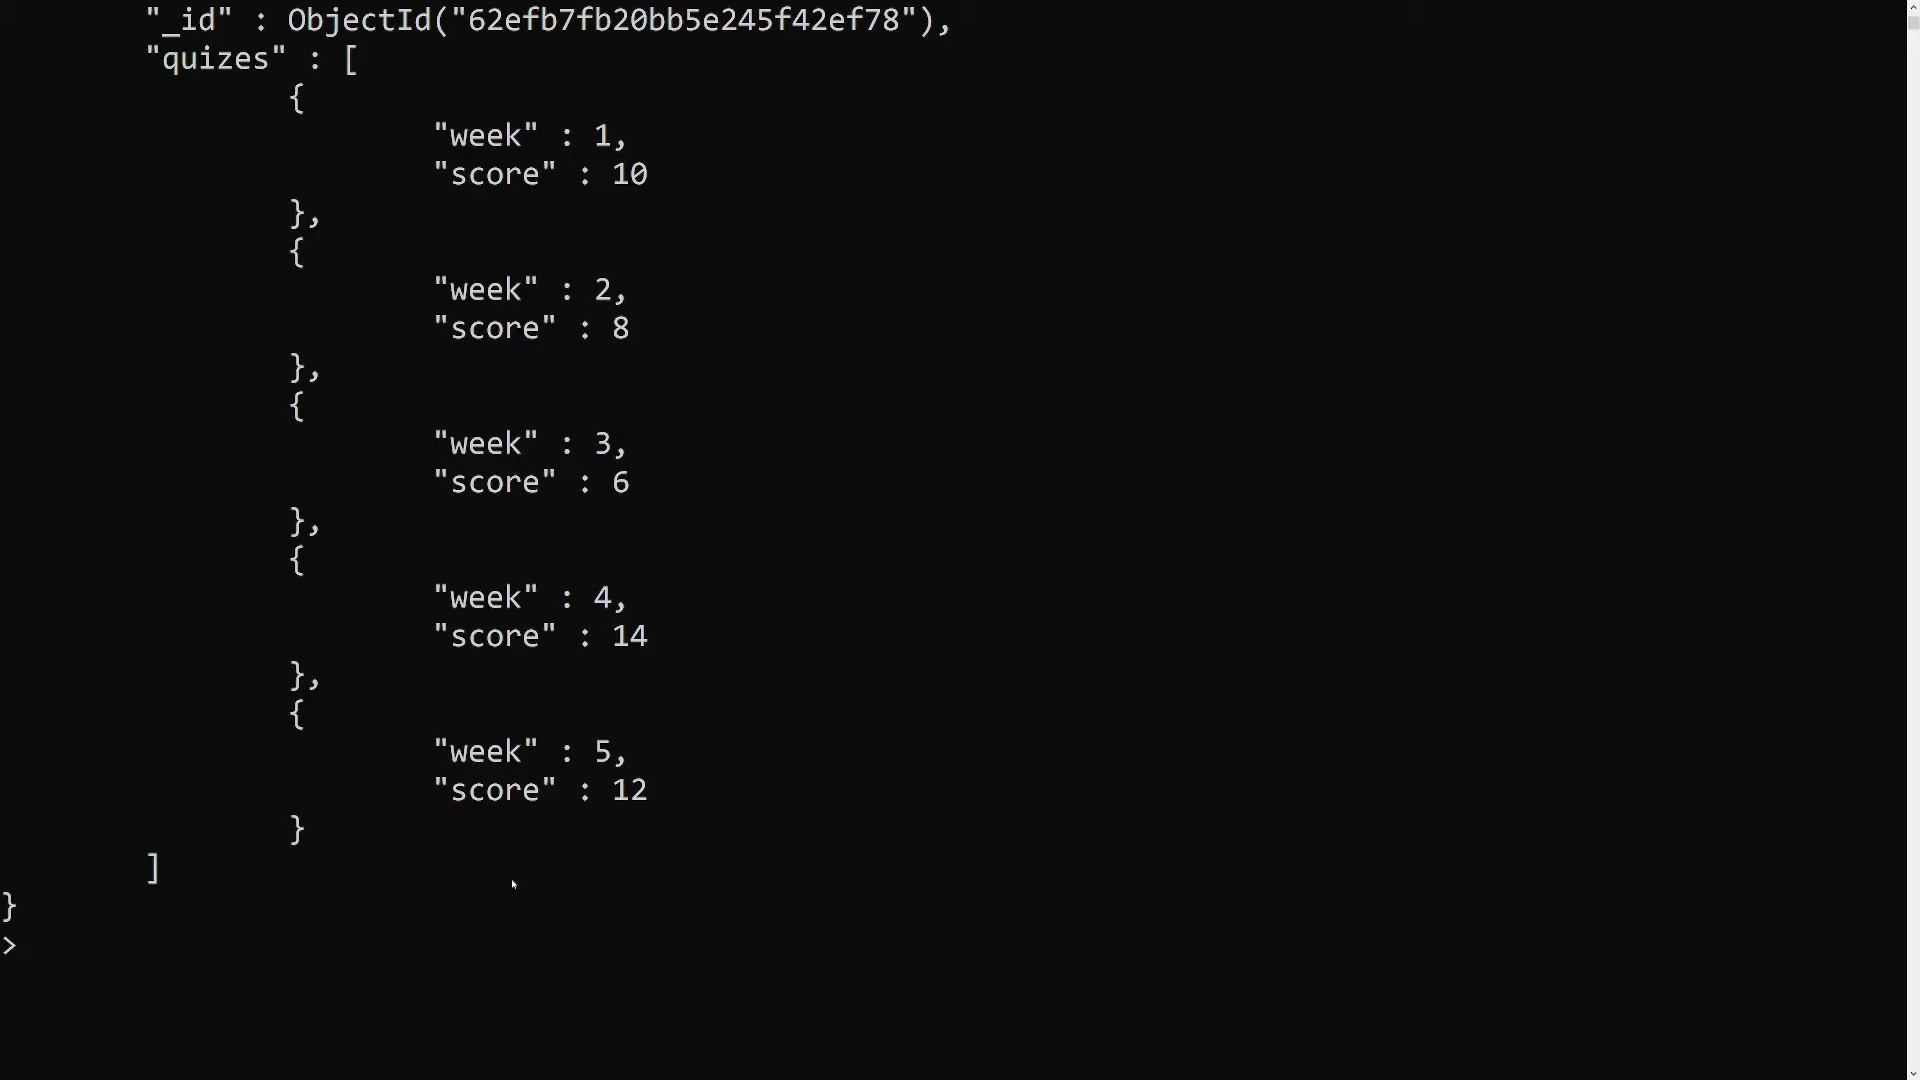 "_id" : ObjectId("62efb7fb20bb5e245f42ef78"),
"quizes" : [
{
"week" : 1,
"score" : 10
},
{
"week" : 2,
"score" : 8
},
{
"week" : 3,
"score" : 6
},
{
"week" : 4,
"score" : 14
},
{
"week" : 5,
"score" : 12
}
]
}
>